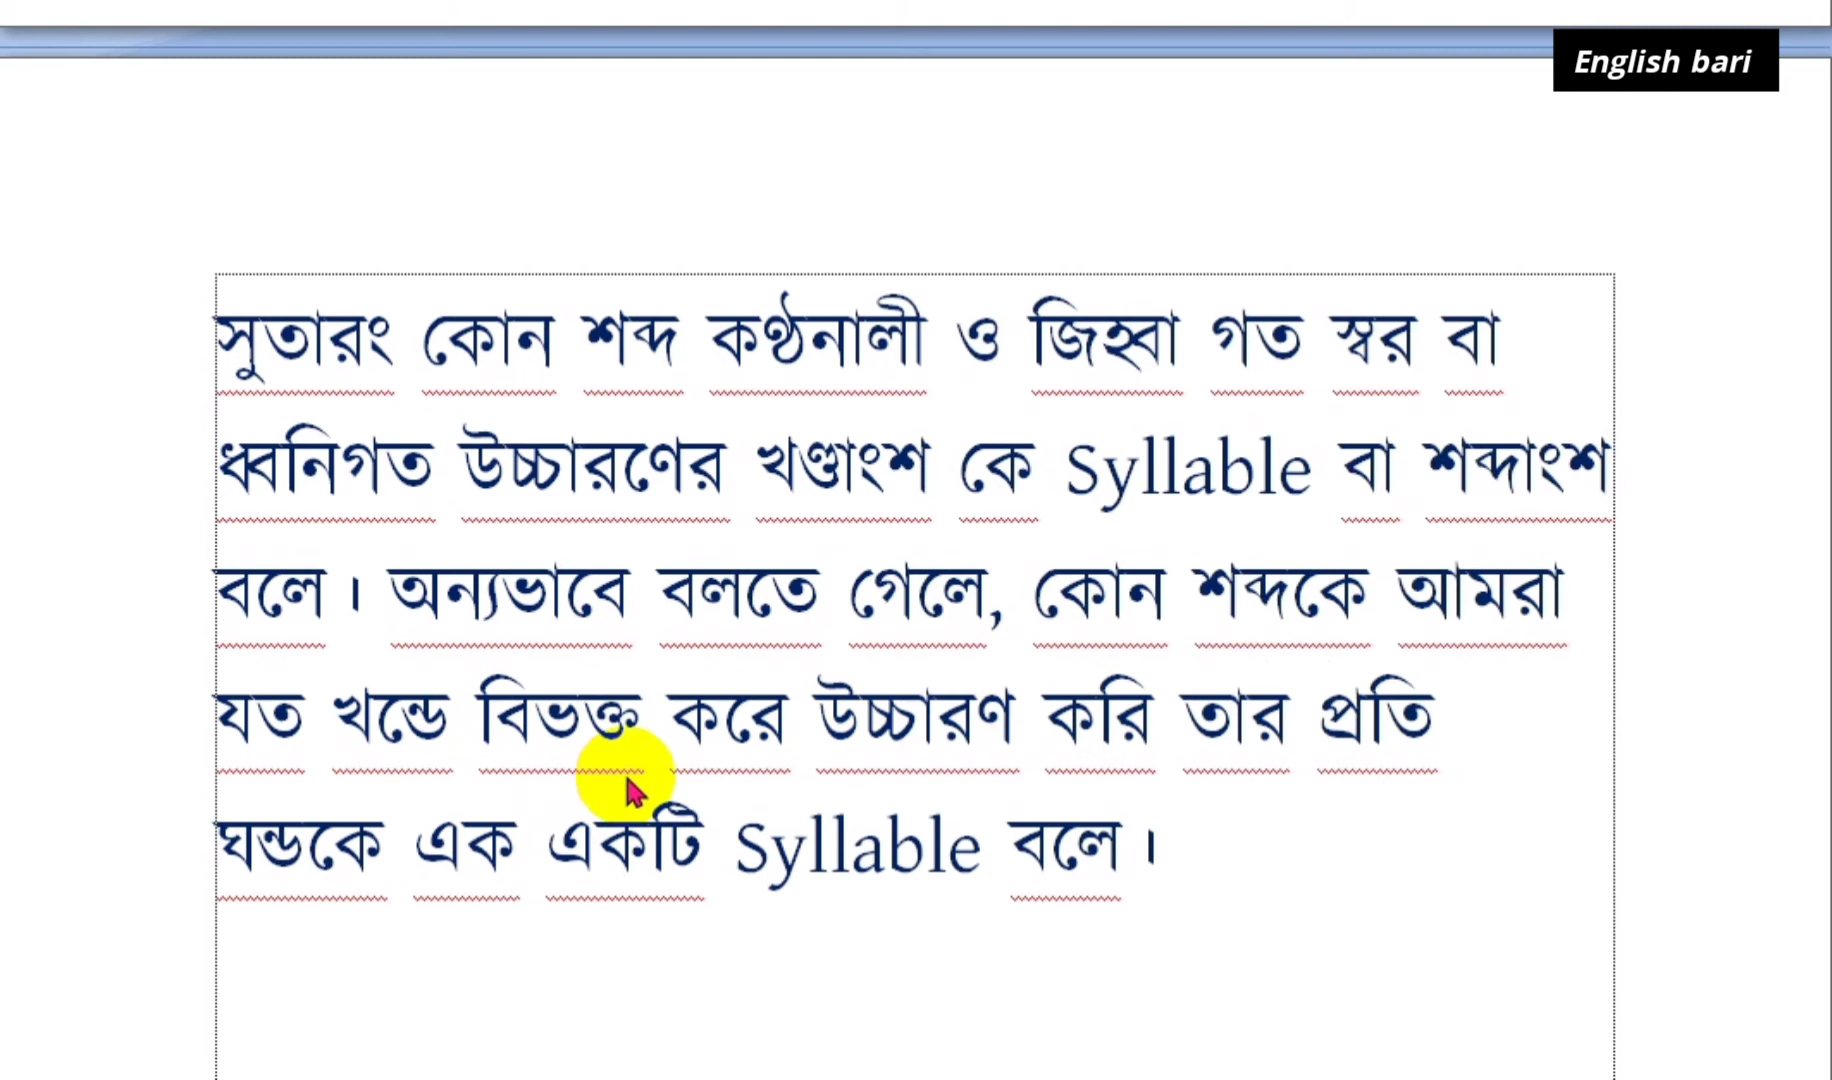 English bari
সুতারং কোন শব্দ কণ্ঠনালী ও জিহ্বা গত স্বর বা
ধ্বনিগত উচ্চারণের খণ্ডাংশ কে Syllable বা শব্দাংশ
বলে। অন্যভাবে বলতে গেলে, কোন শব্দকে আমরা
যত খন্ডে বিভক্ত করে উচ্চারণ করি তার প্রতি
ঘন্ডকে এক একটি Syllable বলে।